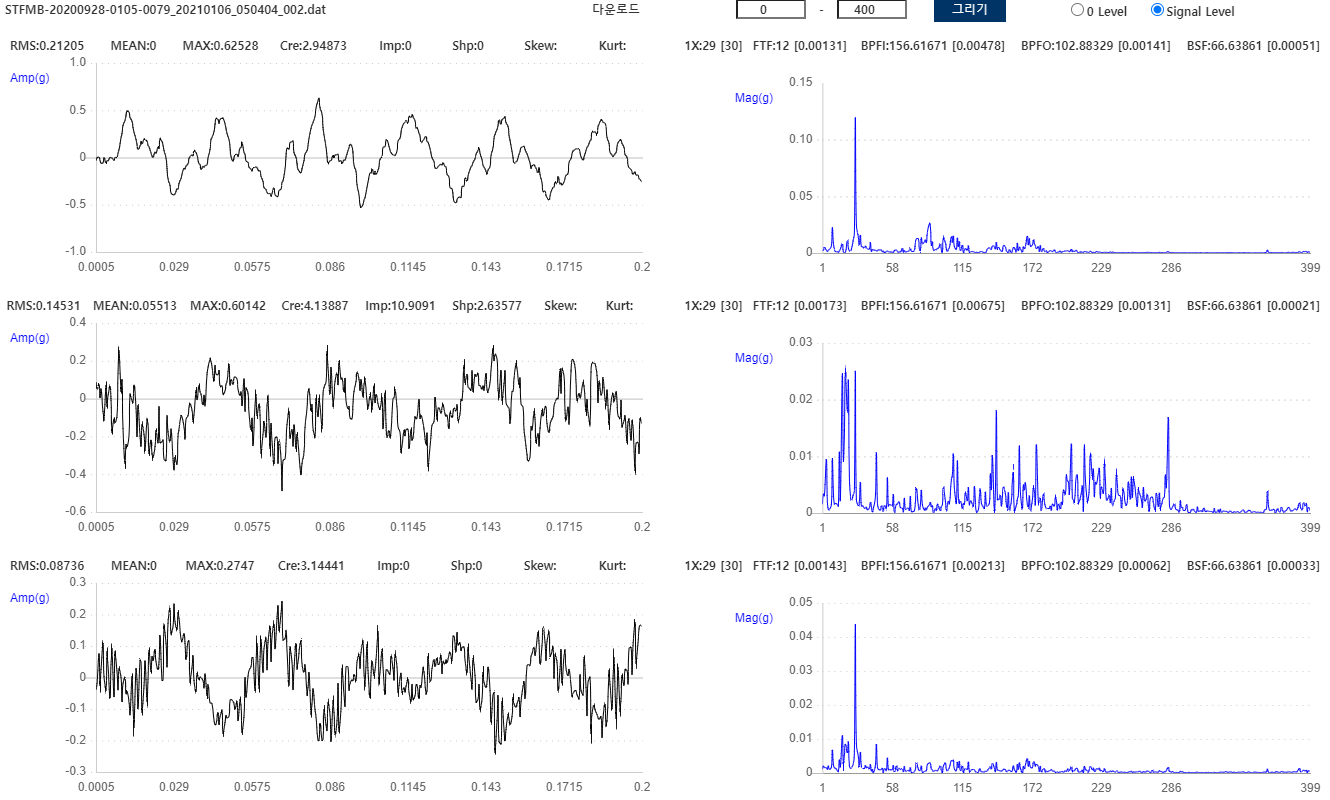 STFMB-20200928-0105-0079_20210106_050404_002.dat 다운로드 0 - 400 그리기 0 Level Signal Level
RMS:0.21205 MEAN:0 MAX:0.62528 Cre:2.94873 Imp:0 Shp:0 Skew: Kurt: 1X:29 [30] FTF:12 [0.00131] BPFI:156.61671 [0.00478] BPFO:102.88329 [0.00141] BSF:66.63861 [0.00051]
Amp(g)
1.0
0.5
0
-0.5
-1.0
0.0005 0.029 0.0575 0.086 0.1145 0.143 0.1715 0.2
Mag(g)
0.15
0.10
0.05
0
1 58 115 172 229 286 399
RMS:0.14531 MEAN:0.05513 MAX:0.60142 Cre:4.13887 Imp:10.9091 Shp:2.63577 Skew: Kurt: 1X:29 [30] FTF:12 [0.00173] BPFI:156.61671 [0.00675] BPFO:102.88329 [0.00131] BSF:66.63861 [0.00021]
Amp(g)
0.4
0.2
0
-0.2
-0.4
-0.6
0.0005 0.029 0.0575 0.086 0.1145 0.143 0.1715 0.2
Mag(g)
0.03
0.02
0.01
0
1 58 115 172 229 286 399
RMS:0.08736 MEAN:0 MAX:0.2747 Cre:3.14441 Imp:0 Shp:0 Skew: Kurt: 1X:29 [30] FTF:12 [0.00143] BPFI:156.61671 [0.00213] BPFO:102.88329 [0.00062] BSF:66.63861 [0.00033]
Amp(g)
0.3
0.2
0.1
0
-0.1
-0.2
-0.3
0.0005 0.029 0.0575 0.086 0.1145 0.143 0.1715 0.2
Mag(g)
0.05
0.04
0.03
0.02
0.01
0
1 58 115 172 229 286 399